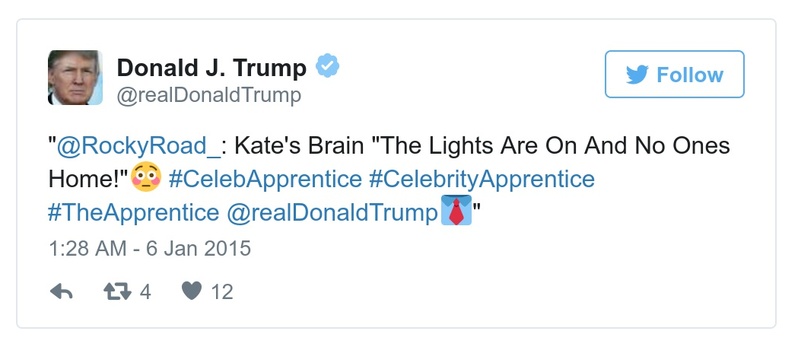 Donald J. Trump
@realDonaldTrump
Follow
"@RockyRoad_: Kate's Brain "The Lights Are On And No Ones
Home!"😳 #CelebApprentice #CelebrityApprentice
#TheApprentice @realDonaldTrump👔"
1:28 AM - 6 Jan 2015
4 12